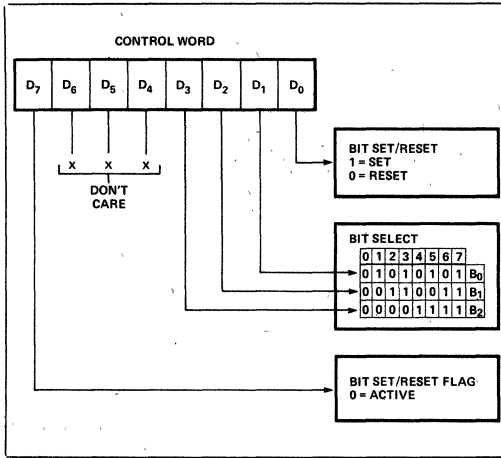 CONTROL WORD
D7 D6 D5 D4 D3 D2 D1 D0
X X X
DON'T
CARE
BIT SET/RESET
1 = SET
0 = RESET
BIT SELECT
0 1 2 3 4 5 6 7
0 1 0 1 0 1 0 1 B0
0 0 1 1 0 0 1 1 B1
0 0 0 0 1 1 1 1 B2
BIT SET/RESET FLAG
0 = ACTIVE